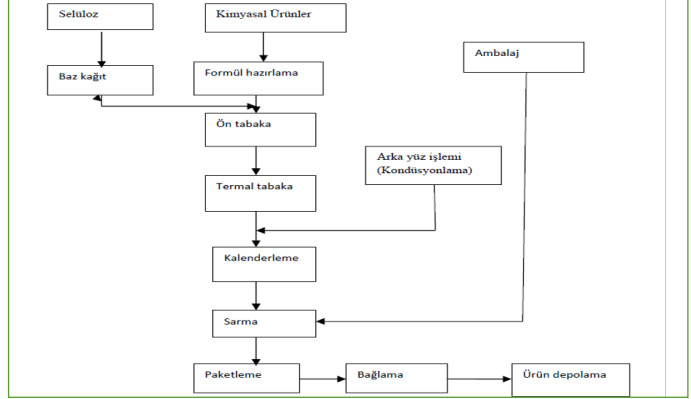 Selüloz
Kimyasal Ürünler
Ambalaj
Baz kağıt
Formül hazırlama
Ön tabaka
Arka yüz işlemi
(Kondüsyonlama)
Termal tabaka
Kalenderleme
Sarma
Paketleme
Bağlama
Ürün depolama